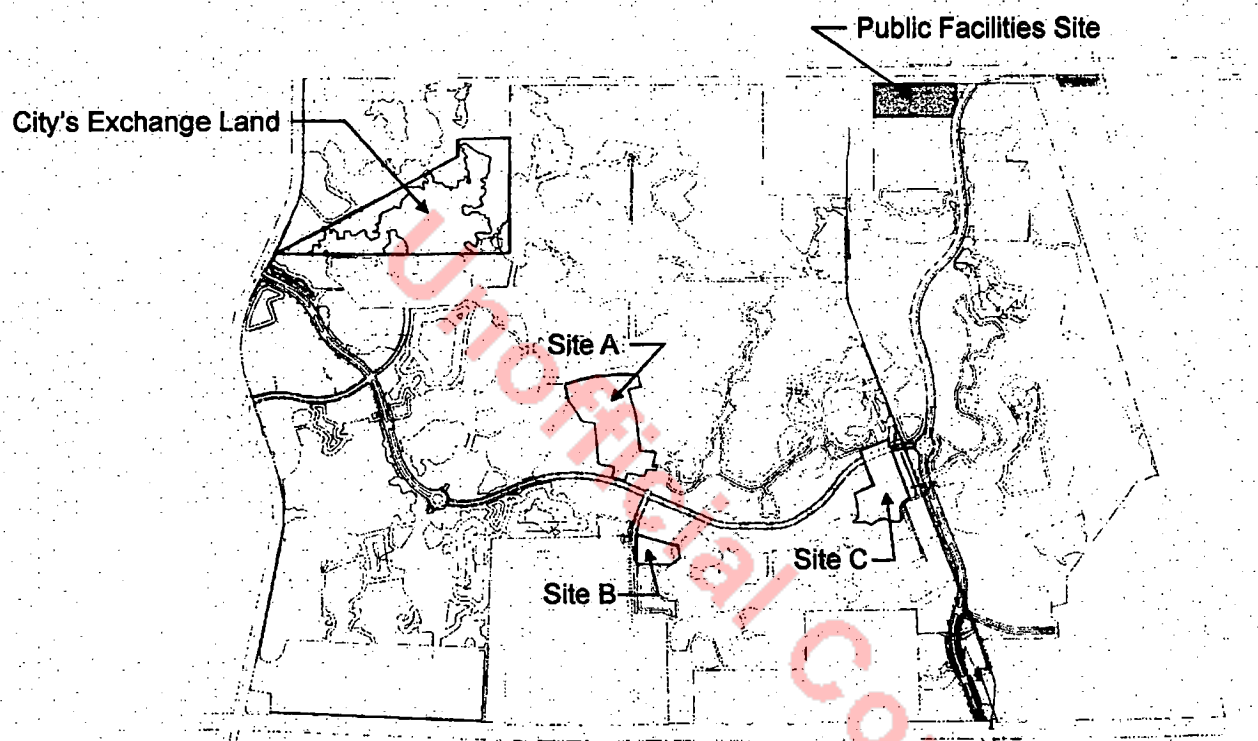 Public Facilities Site
City's Exchange Land
Site A
Site C
Site B
Unofficial Co